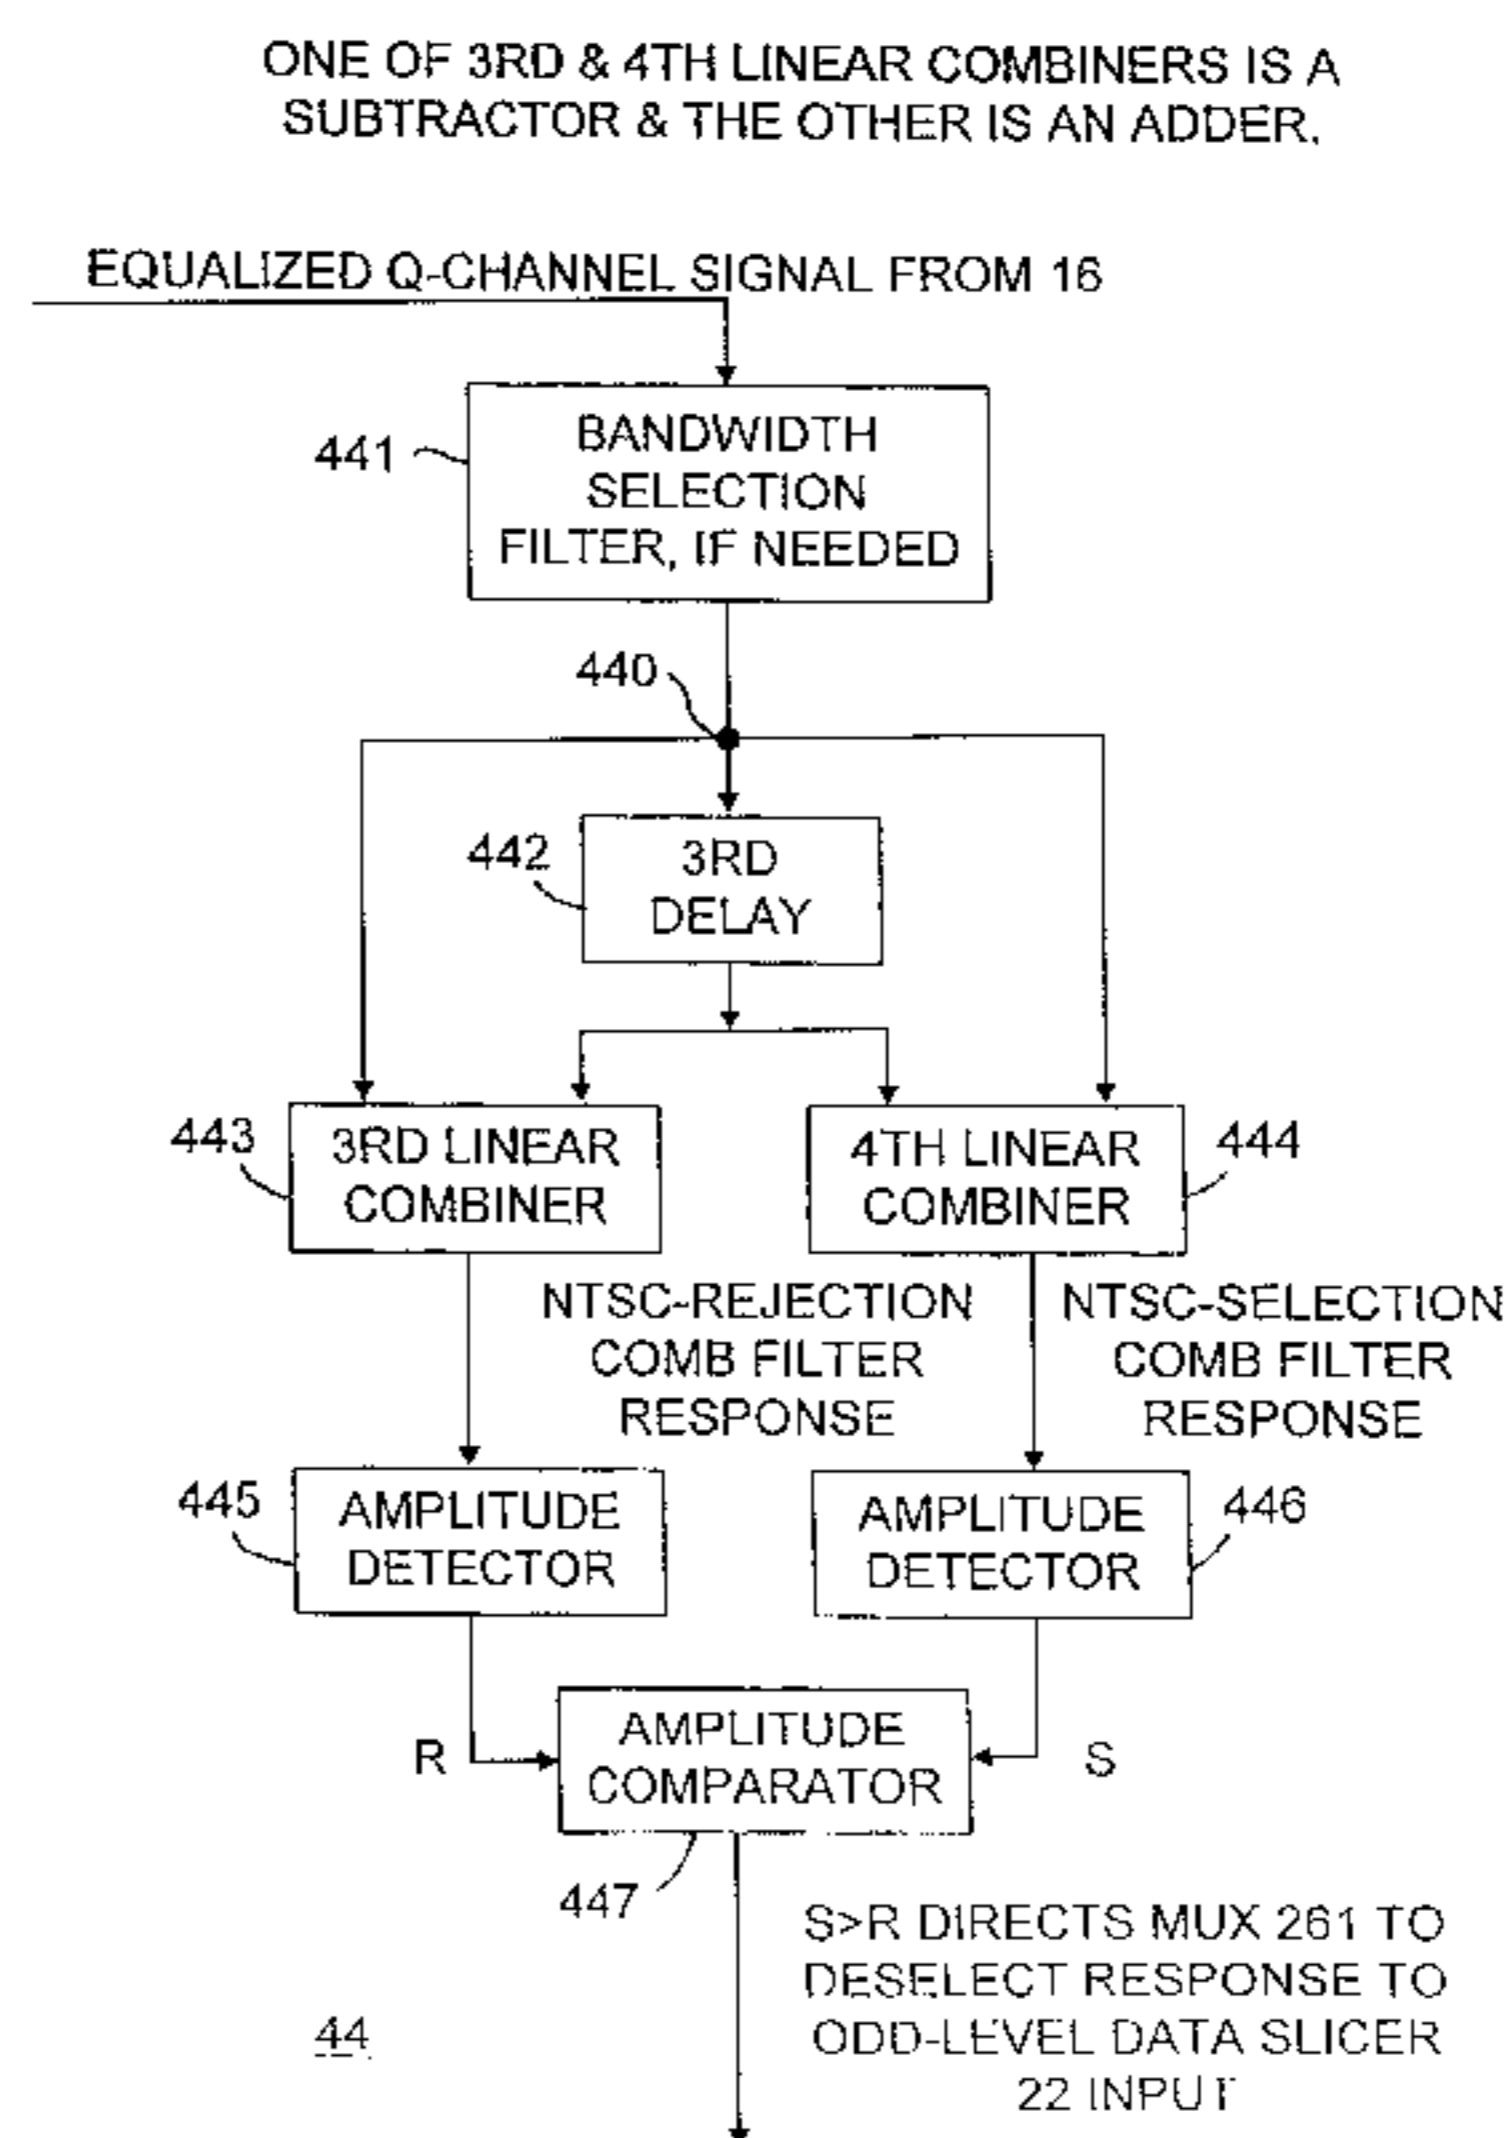 ONE OF 3RD & 4TH LINEAR COMBINERS IS A
SUBTRACTOR & THE OTHER IS AN ADDER.
EQUALIZED Q-CHANNEL SIGNAL FROM 16
441
BANDWIDTH
SELECTION
FILTER, IF NEEDED
440
442
3RD
DELAY
443
3RD LINEAR
COMBINER
4TH LINEAR
COMBINER
444
NTSC-REJECTION
COMB FILTER
RESPONSE
NTSC-SELECTION
COMB FILTER
RESPONSE
445
AMPLITUDE
DETECTOR
AMPLITUDE
DETECTOR
446
R
AMPLITUDE
COMPARATOR
S
447
S>R DIRECTS MUX 261 TO
DESELECT RESPONSE TO
ODD-LEVEL DATA SLICER
22 INPUT
44